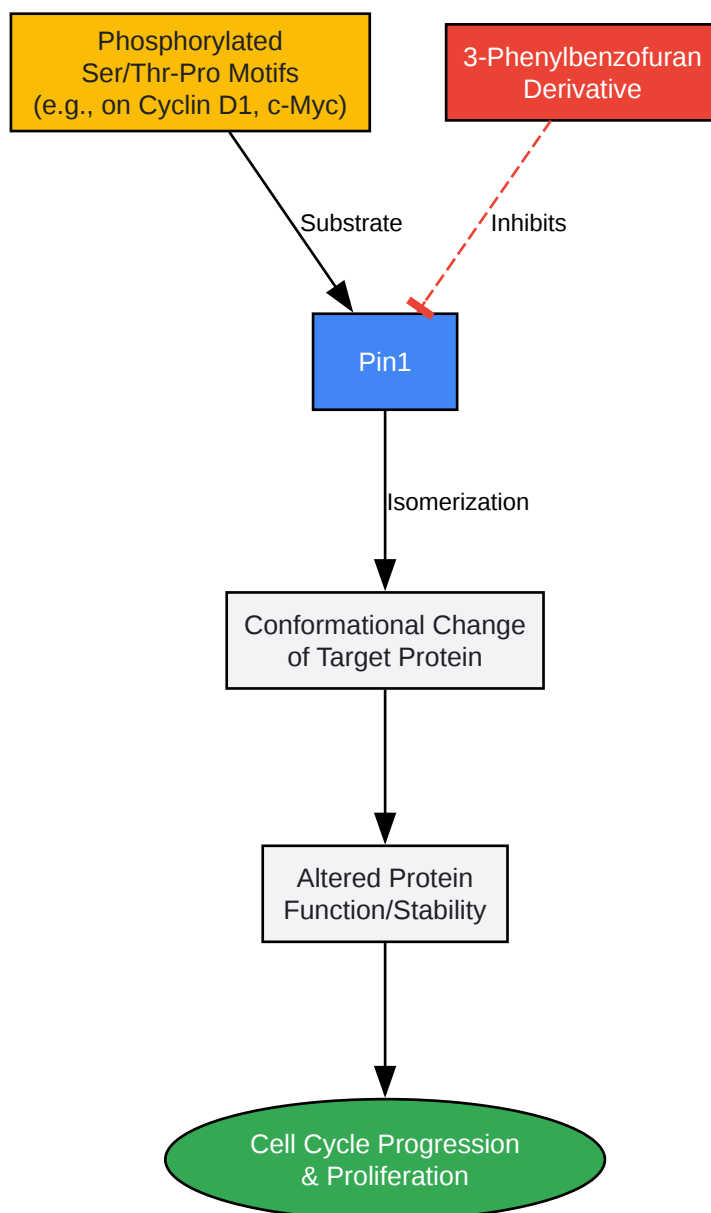 Phosphorylated
Ser/Thr-Pro Motifs
(e.g., on Cyclin D1, c-Myc)
3-Phenylbenzofuran
Derivative
Substrate
Inhibits
Pin1
Isomerization
Conformational Change
of Target Protein
Altered Protein
Function/Stability
Cell Cycle Progression
& Proliferation